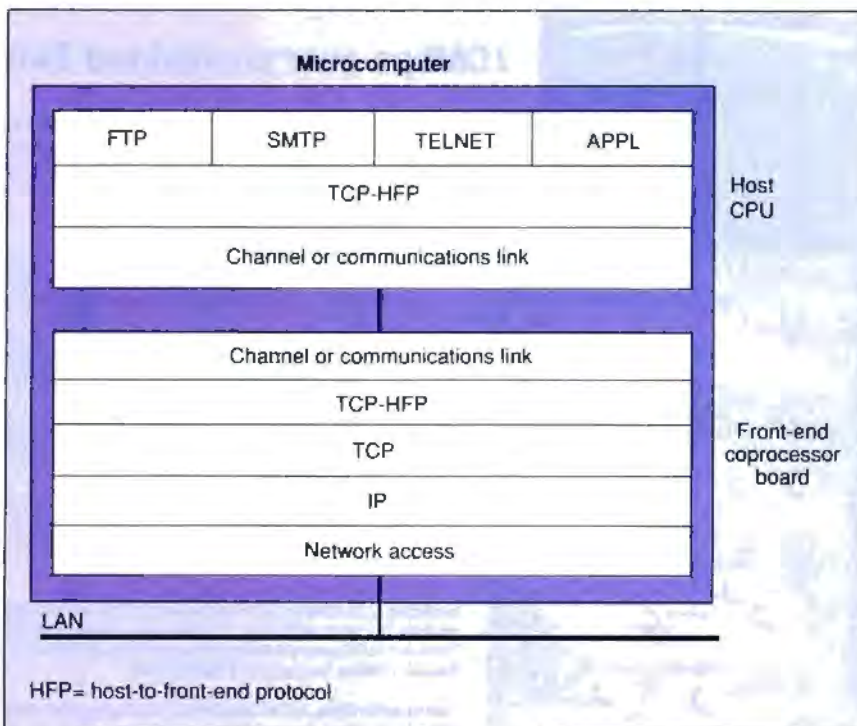 Microcomputer
FTP SMTP TELNET APPL
TCP-HFP
Channel or communications link
Host
CPU
Channel or communications link
TCP-HFP
TCP
IP
Network access
Front-end
coprocessor
board
LAN
HFP= host-to-front-end protocol